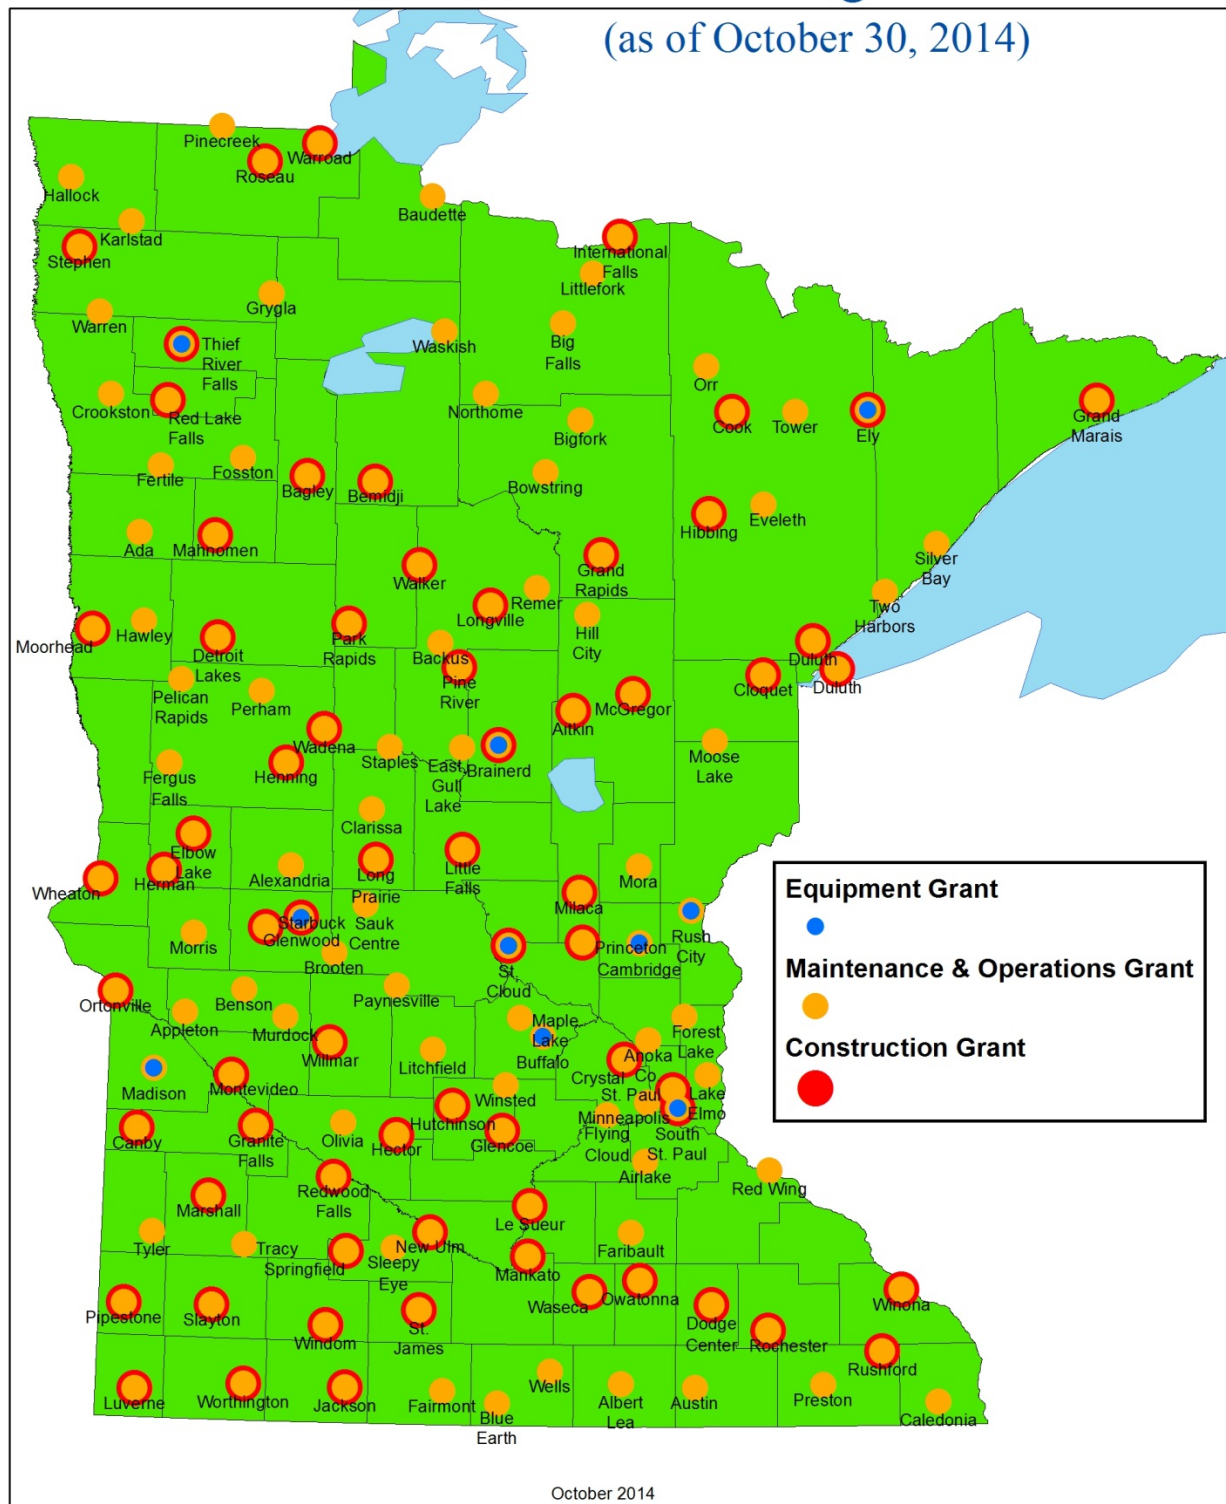 (as of October 30, 2014)
Pinecreek
Warroad
Roseau
Hallock
Baudette
Karlstad
Stephen
International
Falls
Littlefork
Grygla
Warren
Thief
River
Falls
Waskish
Big
Falls
Orr
Crookston
Red Lake
Falls
Northome
Bigfork
Cook
Tower
Ely
Grand
Marais
Fertile
Fosston
Bagley
Bemidji
Bowstring
Hibbing
Eveleth
Ada
Mahnomen
Silver
Bay
Walker
Grand
Rapids
Longville
Remer
Two
Harbors
Moorhead
Hawley
Detroit
Lakes
Park
Rapids
Hill
City
Backus
Duluth
Duluth
Cloquet
Pine
River
Pelican
Rapids
Perham
McGregor
Aitkin
Wadena
Staples
East
Gull
Lake
Brainerd
Moose
Lake
Fergus
Falls
Henning
Clarissa
Elbow
Lake
Long
Prairie
Little
Falls
Wheaton
Herman
Alexandria
Mora
Milaca
Starbuck
Glenwood
Sauk
Centre
Rush
City
Morris
Brooten
St.
Cloud
Princeton
Cambridge
Ortonville
Benson
Paynesville
Appleton
Murdock
Maple
Lake
Buffalo
Forest
Lake
Willmar
Litchfield
Anoka
Co
Crystal
Madison
Montevideo
Winsted
St. Paul
Lake
Elmo
Hutchinson
Minneapolis
Canby
Granite
Falls
Olivia
Hector
Glencoe
Flying
Cloud
South
St. Paul
Airlake
Red Wing
Redwood
Falls
Marshall
Le Sueur
Tyler
Tracy
Springfield
Sleepy
Eye
New Ulm
Faribault
Mankato
Waseca
Owatonna
Winona
Pipestone
Slayton
Windom
St.
James
Dodge
Center
Rochester
Rushford
Luverne
Worthington
Jackson
Fairmont
Blue
Earth
Wells
Albert
Lea
Austin
Preston
Caledonia
Equipment Grant
Maintenance & Operations Grant
Construction Grant
October 2014